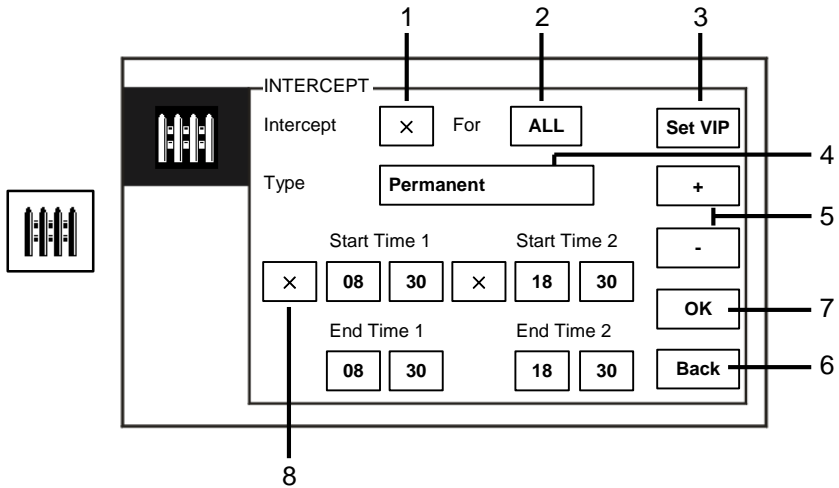 1 2 3
INTERCEPT
Intercept × For ALL Set VIP
4
Type Permanent +
5
Start Time 1 Start Time 2 -
× 08 30 × 18 30
OK 7
End Time 1 End Time 2
08 30 18 30 Back 6
8